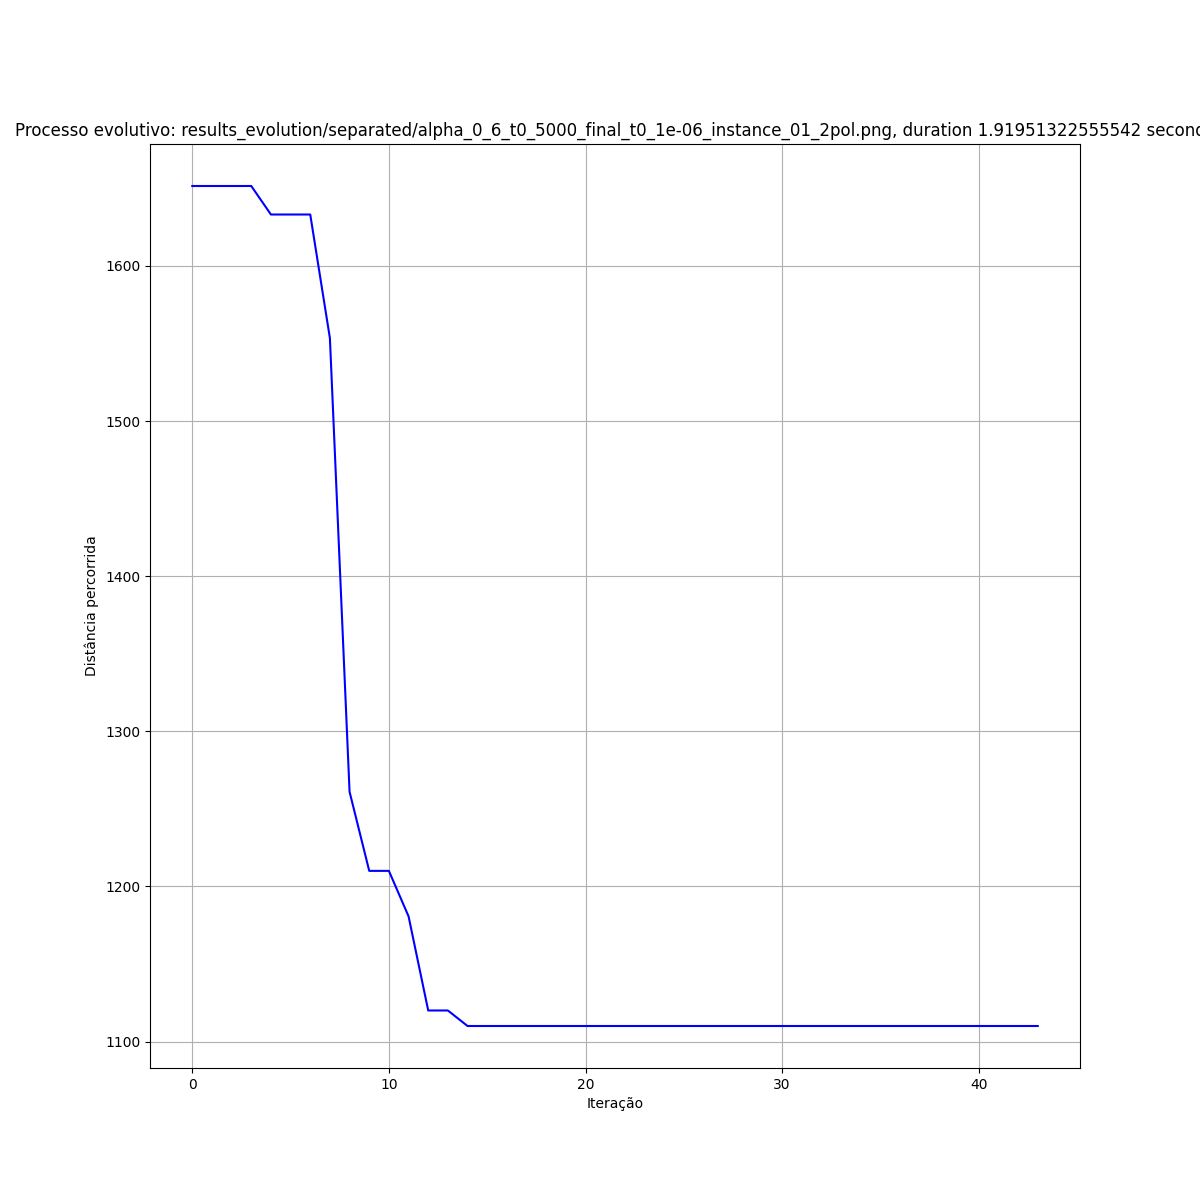 Processo evolutivo: results_evolution/separated/alpha_0_6_t0_5000_final_t0_1e-06_instance_01_2pol.png, duration 1.91951322555542
1600
1500
1400
1300
1200
1100
Distância percorrida
0 10 20 30 40
Iteração